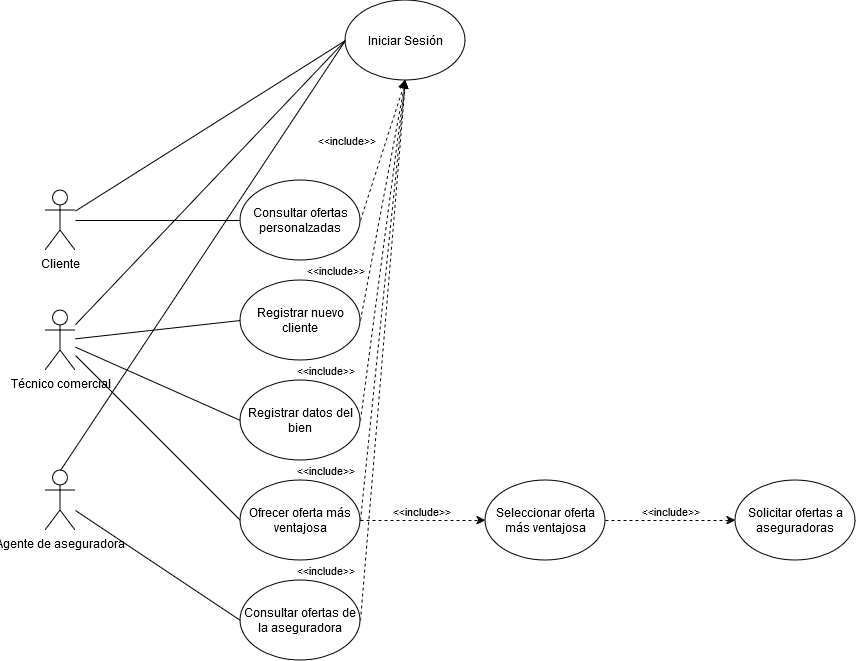 Iniciar Sesión
<<include>>
Consultar ofertas
personalzadas
Cliente
<<include>>
Registrar nuevo
cliente
<<include>>
Técnico comercial
Registrar datos del
bien
<<include>>
Ofrecer oferta más
ventajosa
<<include>>
Seleccionar oferta
más ventajosa
<<include>>
Solicitar ofertas a
aseguradoras
Agente de aseguradora
<<include>>
Consultar ofertas de
la aseguradora